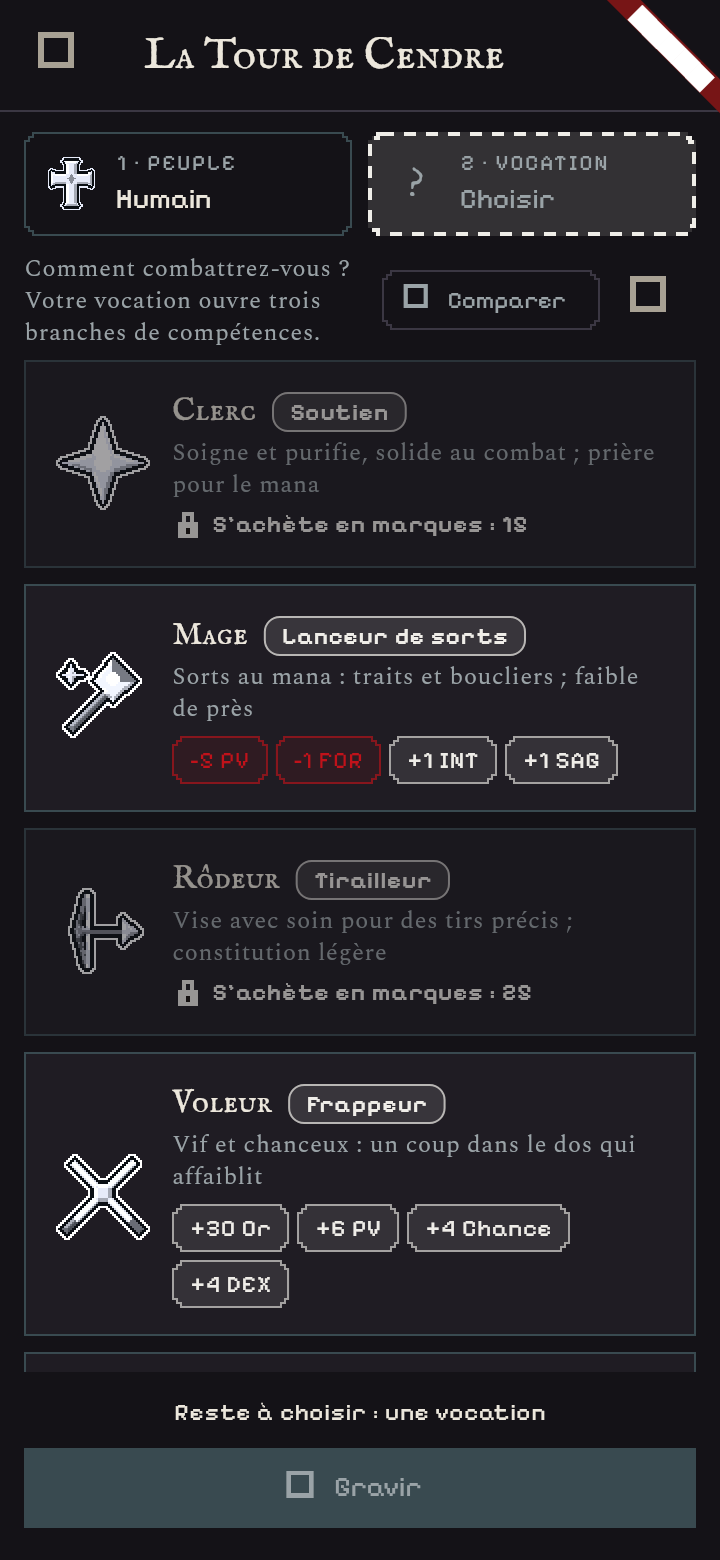 La Tour de Cendre
1 · PEUPLE
Humain
?
2 · VOCATION
Choisir
Comment combattrez-vous ?
Votre vocation ouvre trois
branches de compétences.
Comparer
Clerc
Soutien
Soigne et purifie, solide au combat ; prière
pour le mana
S'achète en marques : 18
Mage
Lanceur de sorts
Sorts au mana : traits et boucliers ; faible
de près
-8 PV
-1 FOR
+1 INT
+1 SAG
Rôdeur
Tirailleur
Vise avec soin pour des tirs précis ;
constitution légère
S'achète en marques : 28
Voleur
Frappeur
Vif et chanceux : un coup dans le dos qui
affaiblit
+30 Or
+6 PV
+4 Chance
+4 DEX
Reste à choisir : une vocation
Gravir